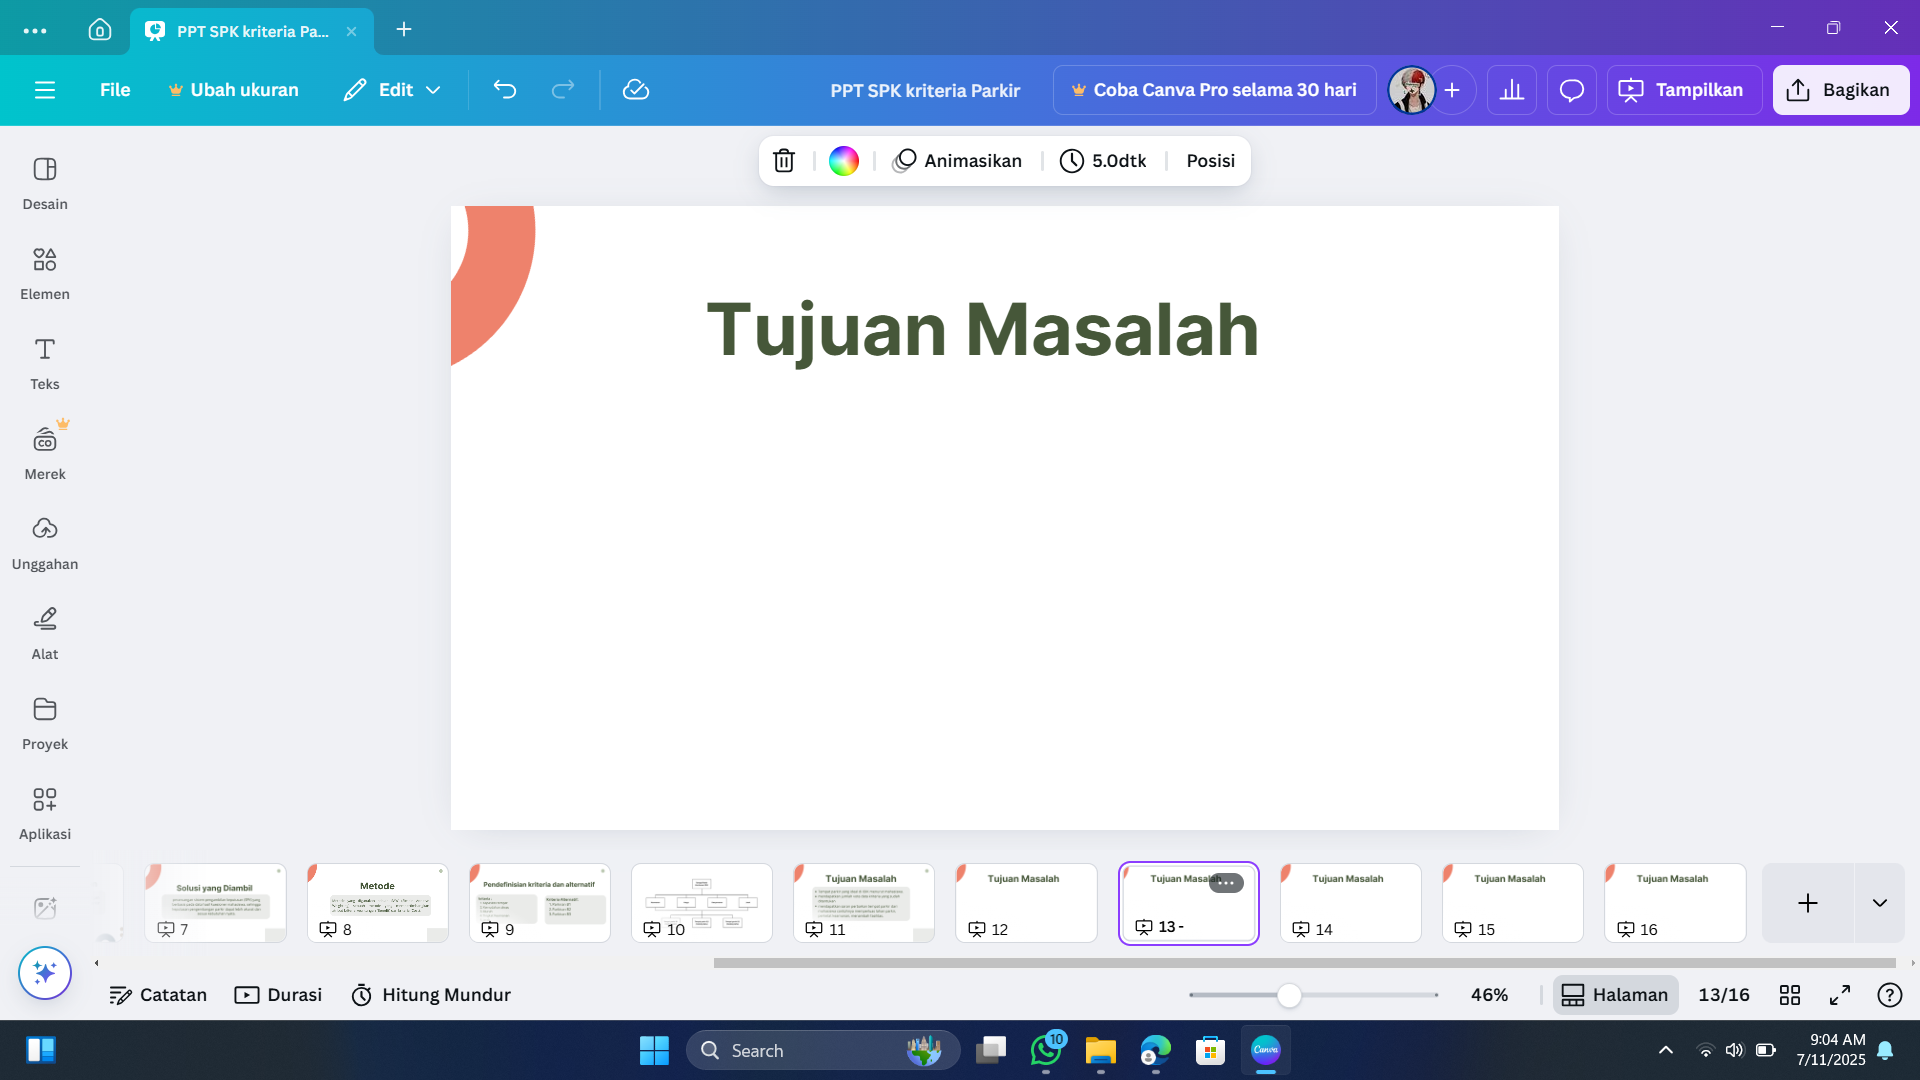 PPT SPK kriteria Pa...
File
Ubah ukuran
Edit
PPT SPK kriteria Parkir
Coba Canva Pro selama 30 hari
Tampilkan
Bagikan
Animasikan
5.0dtk
Posisi
Desain
Elemen
Teks
CO
Merek
Unggahan
Alat
Proyek
Aplikasi
Tujuan Masalah
Solusi yang Diambil
7
Metode
8
Pendefinisian kriteria dan alternatif
9
10
Tujuan Masalah
11
Tujuan Masalah
12
Tujuan Masalah
13 -
Tujuan Masalah
14
Tujuan Masalah
15
Tujuan Masalah
16
Catatan
Durasi
Hitung Mundur
46%
Halaman
13/16
Search
10
Canva
9:04 AM
7/11/2025